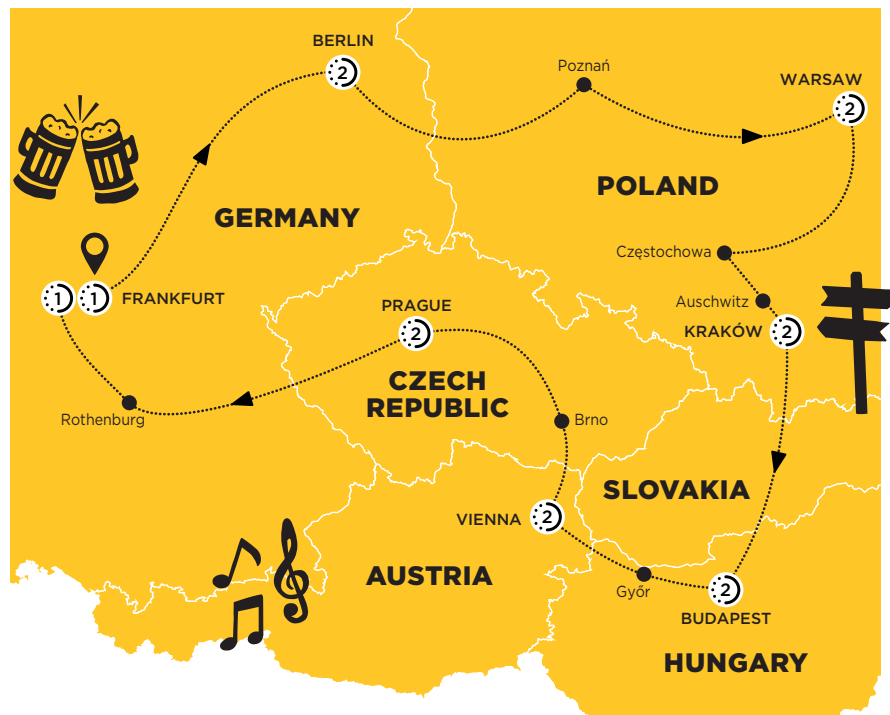 BERLIN
2
Poznań
WARSAW
2
POLAND
GERMANY
Częstochowa
Auschwitz
KRAKÓW
2
1
1
FRANKFURT
PRAGUE
2
CZECH
REPUBLIC
Rothenburg
Brno
SLOVAKIA
VIENNA
2
AUSTRIA
Győr
2
BUDAPEST
HUNGARY